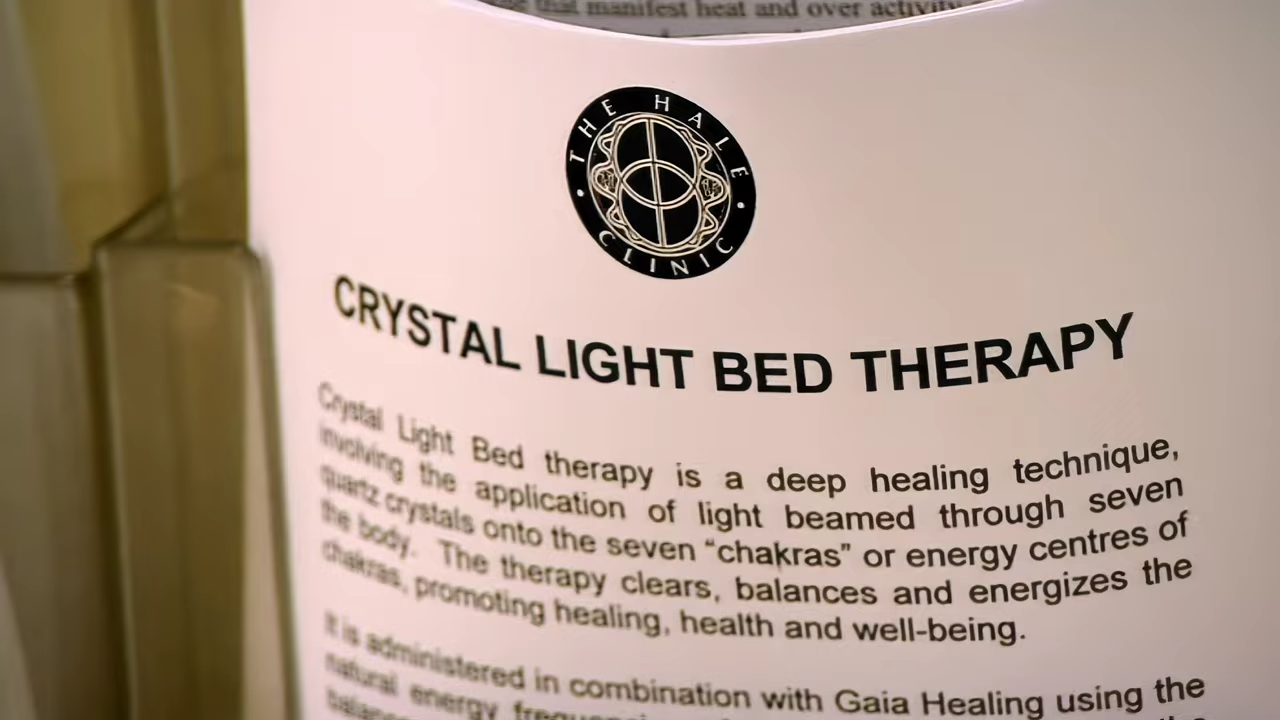 that manifest heat and over activity
THE HALE
CLINIC
CRYSTAL LIGHT BED THERAPY
Crystal Light Bed therapy is a deep healing technique,
involving the application of light beamed through seven
quartz crystals onto the seven “chakras” or energy centres of
the body. The therapy clears, balances and energizes the
chakras, promoting healing, health and well-being.
It is administered in combination with Gaia Healing using the
natural energy
the